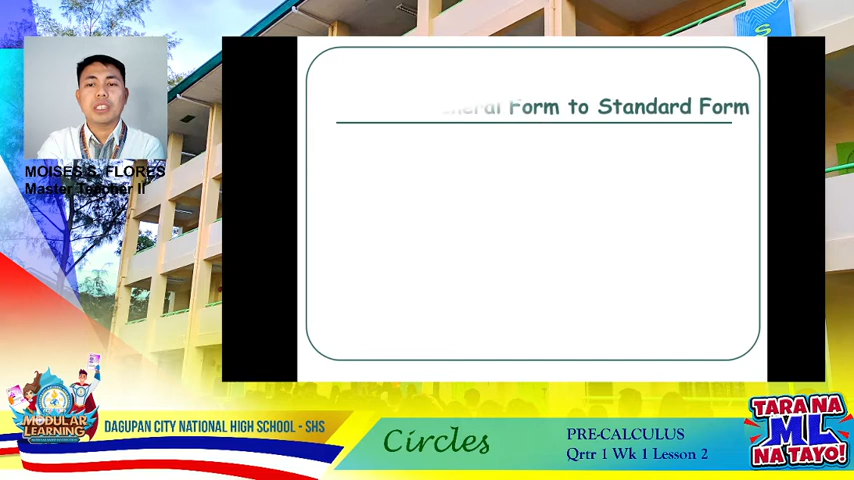 Form to Standard Form
MOISES S. FLORES
Master Teacher II
MODULAR
LEARNING
DAGUPAN CITY NATIONAL HIGH SCHOOL - SHS
Circles
PRE-CALCULUS
Qrtr 1 Wk 1 Lesson 2
TARA NA
ML
NA TAYO!